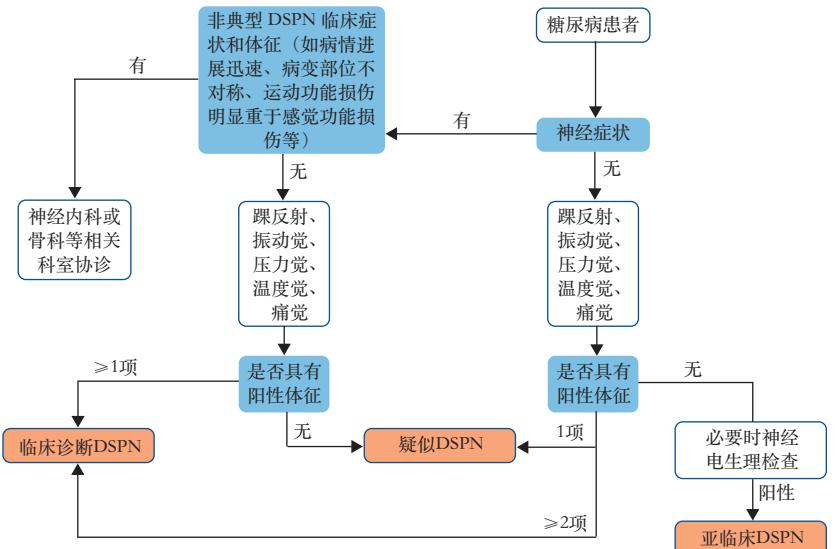 糖尿病患者
神经症状
有
无
非典型 DSPN 临床症
状和体征（如病情进
展迅速、病变部位不
对称、运动功能损伤
明显重于感觉功能损
伤等）
有
无
神经内科或
骨科等相关
科室协诊
踝反射、
振动觉、
压力觉、
温度觉、
痛觉
踝反射、
振动觉、
压力觉、
温度觉、
痛觉
是否具有
阳性体征
≥1项
无
是否具有
阳性体征
无
1项
≥2项
临床诊断DSPN
疑似DSPN
必要时神经
电生理检查
阳性
亚临床DSPN